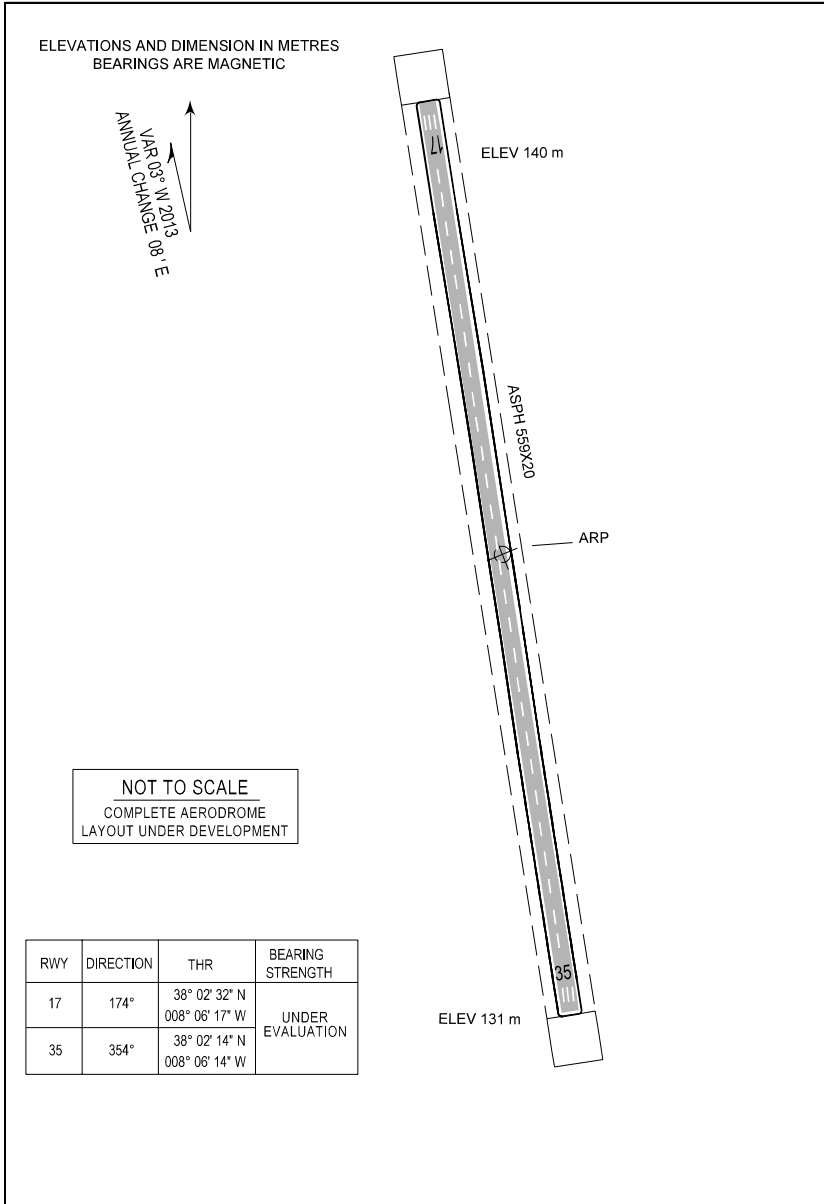 ELEVATIONS AND DIMENSION IN METRES
BEARINGS ARE MAGNETIC
VAR 03° W 2013
ANNUAL CHANGE 08 ' E
17
ELEV 140 m
ASPH 559X20
ARP
NOT TO SCALE
COMPLETE AERODROME
LAYOUT UNDER DEVELOPMENT
RWY DIRECTION THR BEARING STRENGTH
17 174° 38° 02' 32" N
008° 06' 17" W
UNDER EVALUATION
35 354° 38° 02' 14" N
008° 06' 14" W
35
ELEV 131 m